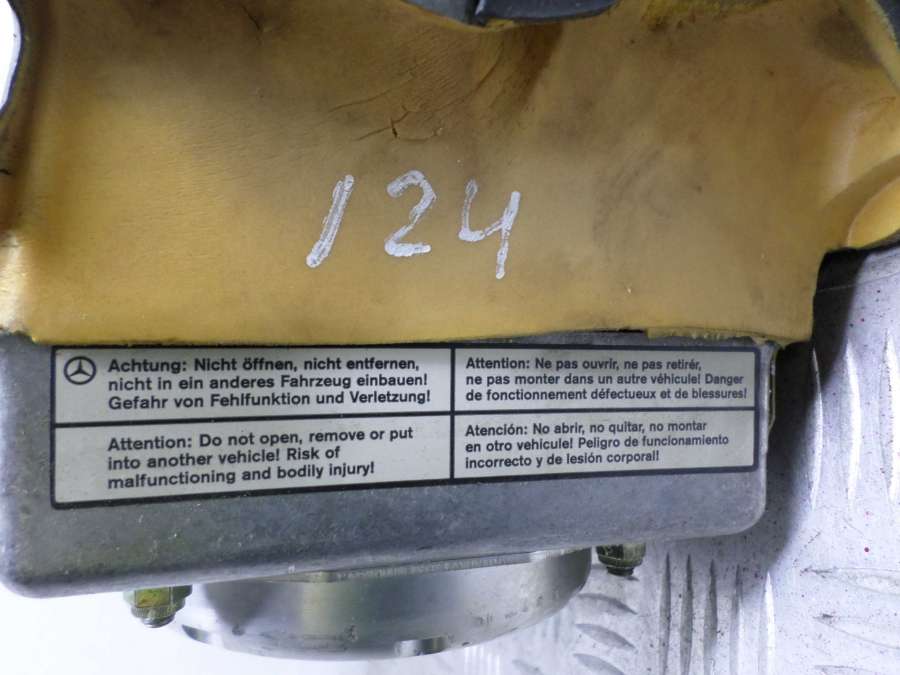 124
Achtung: Nicht öffnen, nicht entfernen,
nicht in ein anderes Fahrzeug einbauen!
Gefahr von Fehlfunktion und Verletzung!
Attention: Ne pas ouvrir, ne pas retirér,
ne pas monter dans un autre véhicule! Danger
de fonctionnement défectueux et de blessures!
Attention: Do not open, remove or put
into another vehicle! Risk of
malfunctioning and bodily injury!
Atención: No abrir, no quitar, no montar
en otro vehicule! Peligro de funcionamiento
incorrecto y de lesión corporal!